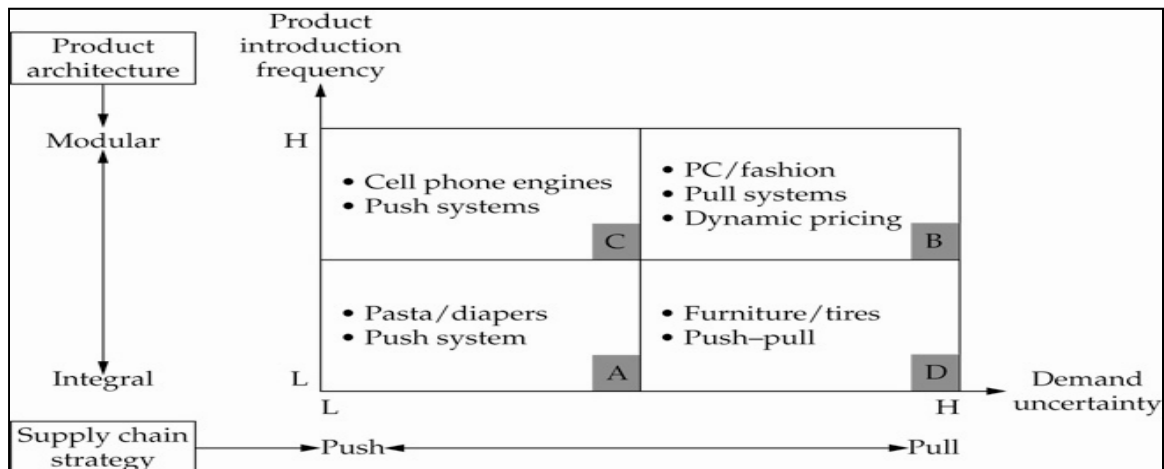 Product
architecture
Modular
Integral
Supply chain
strategy
Product
introduction
frequency
H
L
• Cell phone engines
• Push systems
C
• PC/fashion
• Pull systems
• Dynamic pricing
B
• Pasta/diapers
• Push system
A
• Furniture/tires
• Push–pull
D
L
H
Demand
uncertainty
Push
Pull